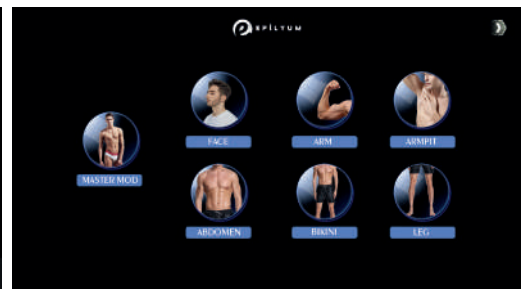 EPİLYUM
FACE
ARM
ARMPIT
MASTER MOD
ABDOMEN
BIKINI
LEG